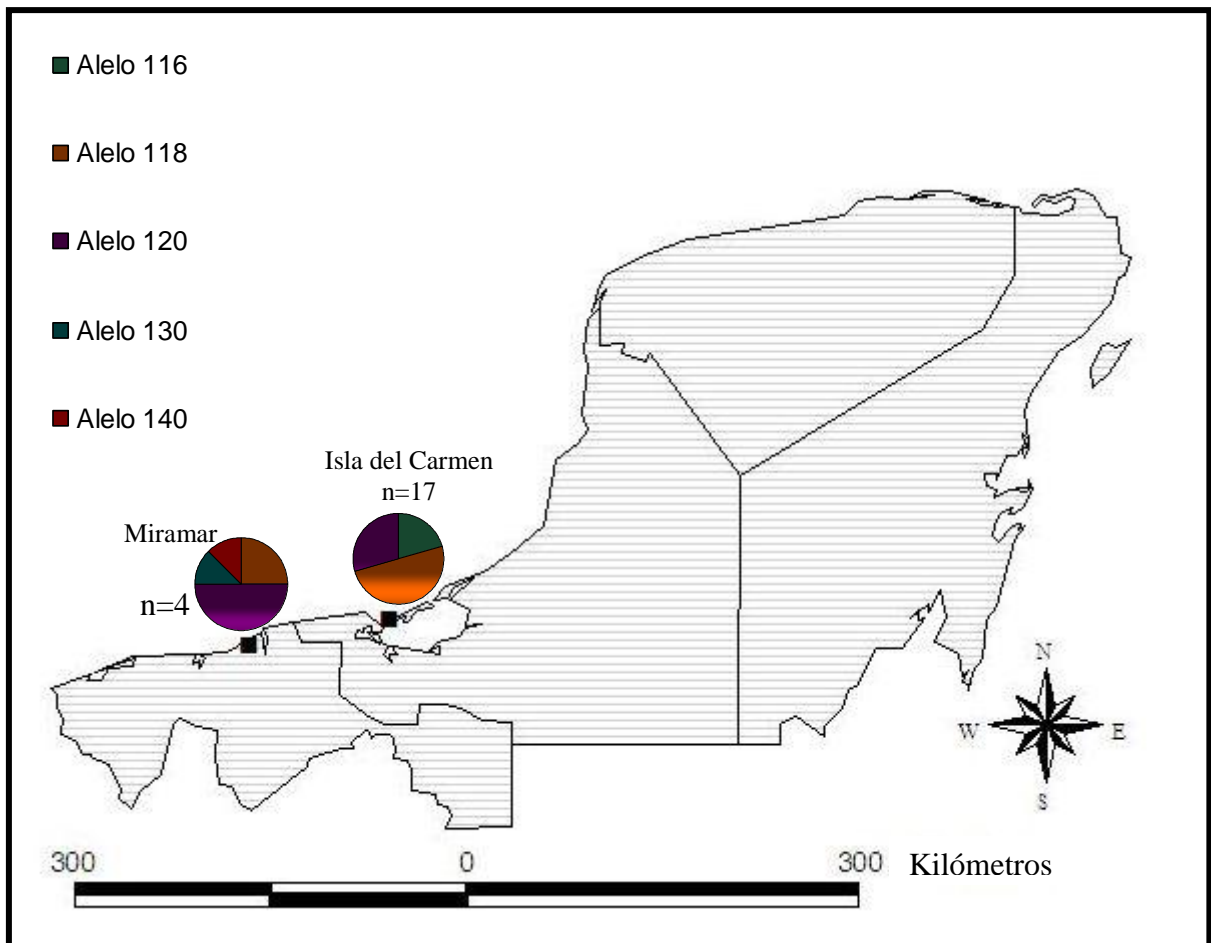 Alelo 116
Alelo 118
Alelo 120
Alelo 130
Alelo 140
Isla del Carmen
n=17
Miramar
n=4
N
W
E
S
300
0
300
Kilómetros